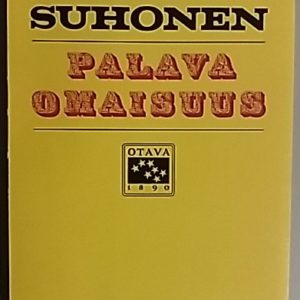 SUHONEN
PALAVA
OMAISUUS
OTAVA
1890